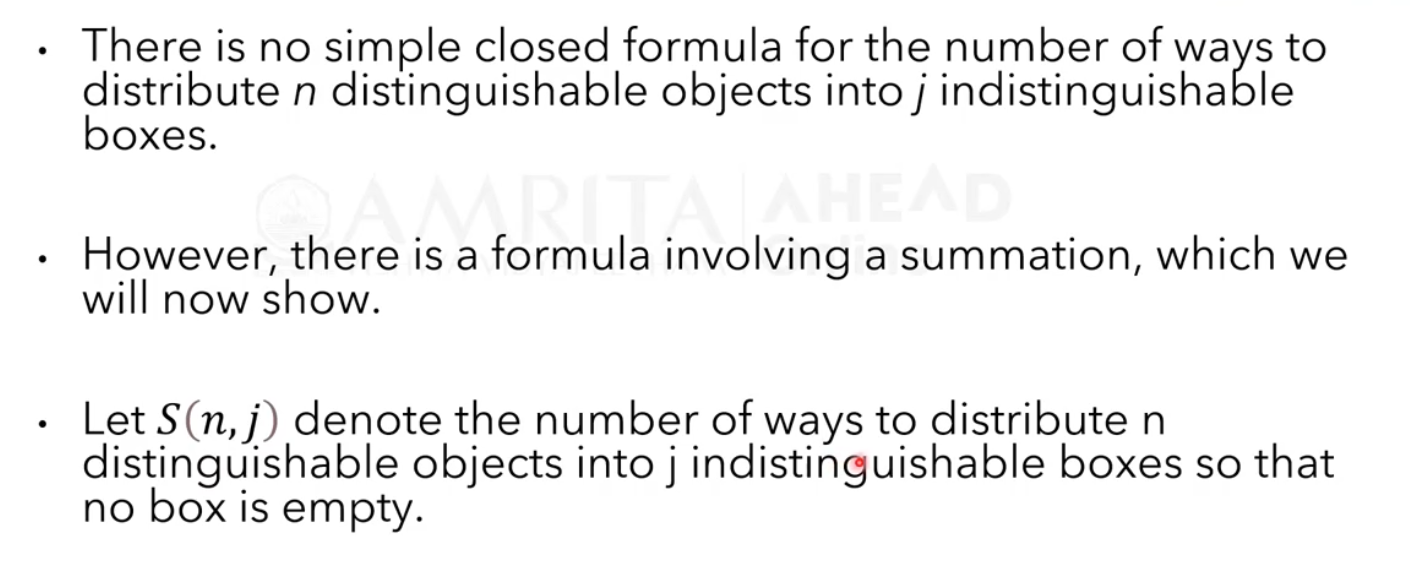 • There is no simple closed formula for the number of ways to
distribute n distinguishable objects into j indistinguishable
boxes.
AMRITA AHEAD
Online
• However, there is a formula involving a summation, which we
will now show.
• Let S(n, j) denote the number of ways to distribute n
distinguishable objects into j indistinguishable boxes so that
no box is empty.